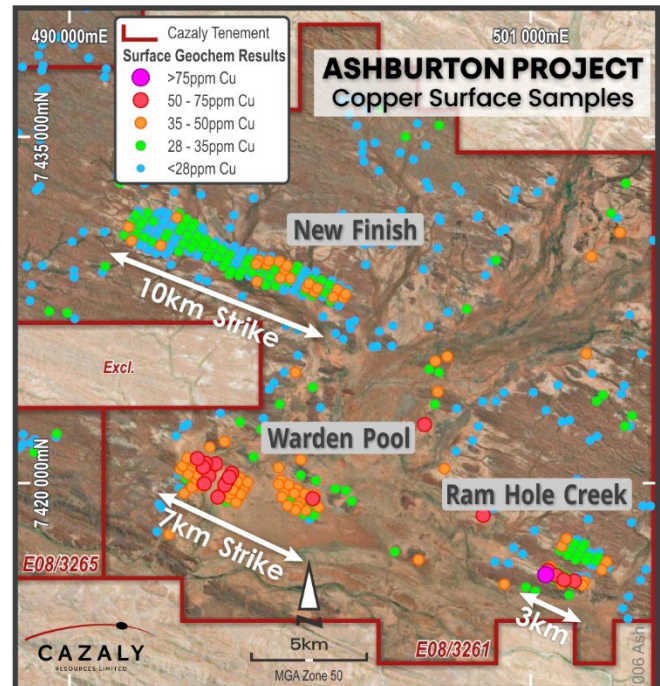 490 000mE
501 000mE
Cazaly Tenement
Surface Geochem Results
>75ppm Cu
50 - 75ppm Cu
35 - 50ppm Cu
28 - 35ppm Cu
<28ppm Cu
ASHBURTON PROJECT
Copper Surface Samples
7 435 000mN
New Finish
10km Strike
Excl.
Warden Pool
Ram Hole Creek
7 420 000mN
7km Strike
E08/3265
3km
N
5km
MGA Zone 50
E08/3261
CAZALY
RESOURCES LIMITED
006 Ash